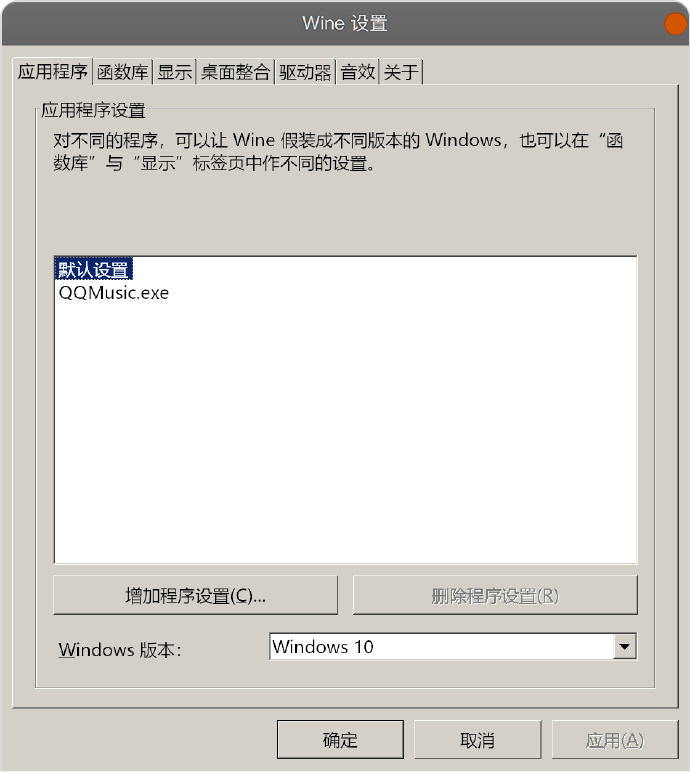 Wine 设置
应用程序 函数库 显示 桌面整合 驱动器 音效 关于
应用程序设置
对不同的程序，可以让 Wine 假装成不同版本的 Windows，也可以在“函
数库”与“显示”标签页中作不同的设置。
默认设置
QQMusic.exe
增加程序设置(C)... 删除程序设置(R)
Windows 版本： Windows 10
确定 取消 应用(A)